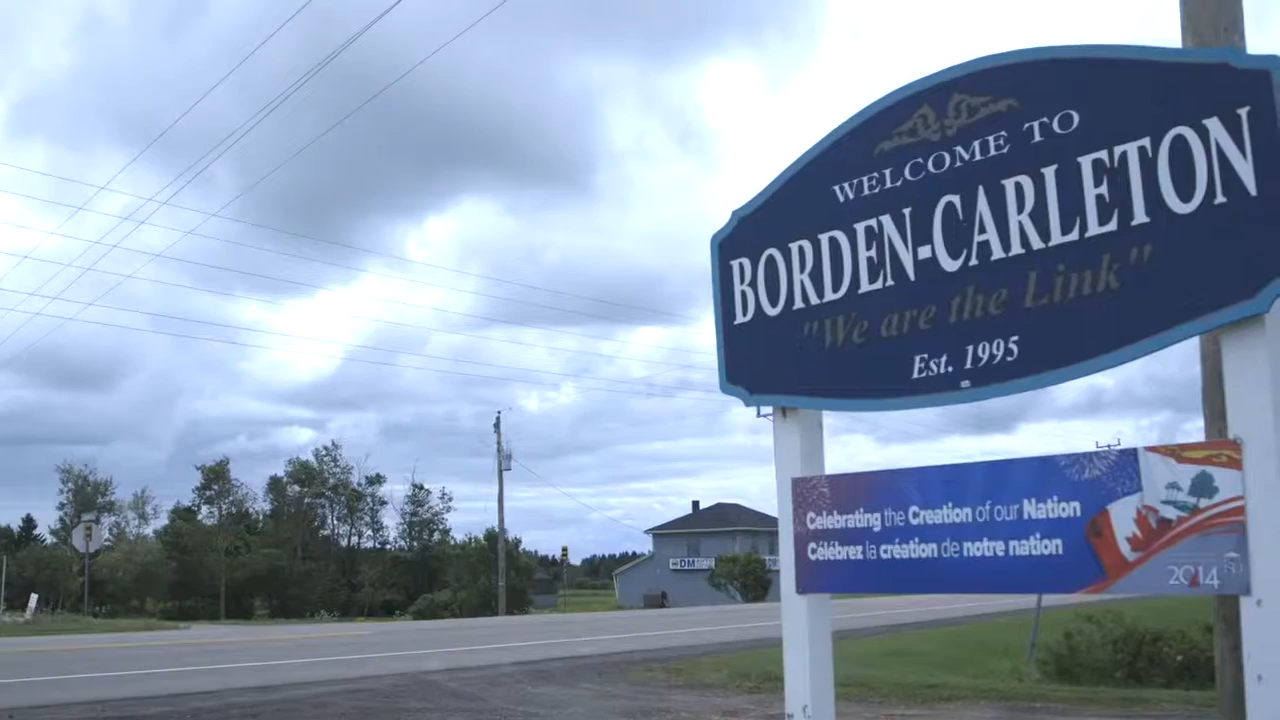 WELCOME TO
BORDEN-CARLETON
"We are the Link"
Est. 1995
Celebrating the Creation of our Nation
Célébrez la création de notre nation
2014
DM